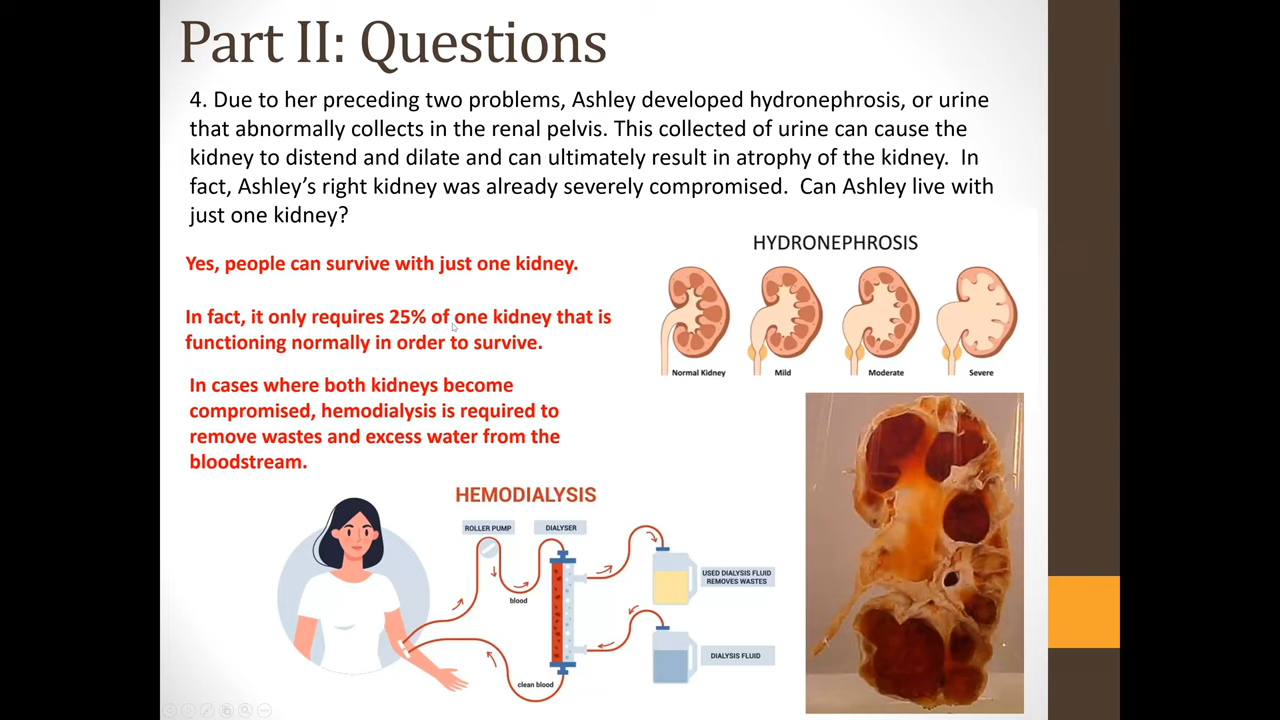 Part II: Questions
4. Due to her preceding two problems, Ashley developed hydronephrosis, or urine
that abnormally collects in the renal pelvis. This collected of urine can cause the
kidney to distend and dilate and can ultimately result in atrophy of the kidney. In
fact, Ashley's right kidney was already severely compromised. Can Ashley live with
just one kidney?
Yes, people can survive with just one kidney.
In fact, it only requires 25% of one kidney that is
functioning normally in order to survive.
In cases where both kidneys become
compromised, hemodialysis is required to
remove wastes and excess water from the
bloodstream.
HYDRONEPHROSIS
Normal Kidney
Mild
Moderate
Severe
HEMODIALYSIS
ROLLER PUMP
DIALYSER
blood
USED DIALYSIS FLUID
REMOVES WASTES
DIALYSIS FLUID
clean blood